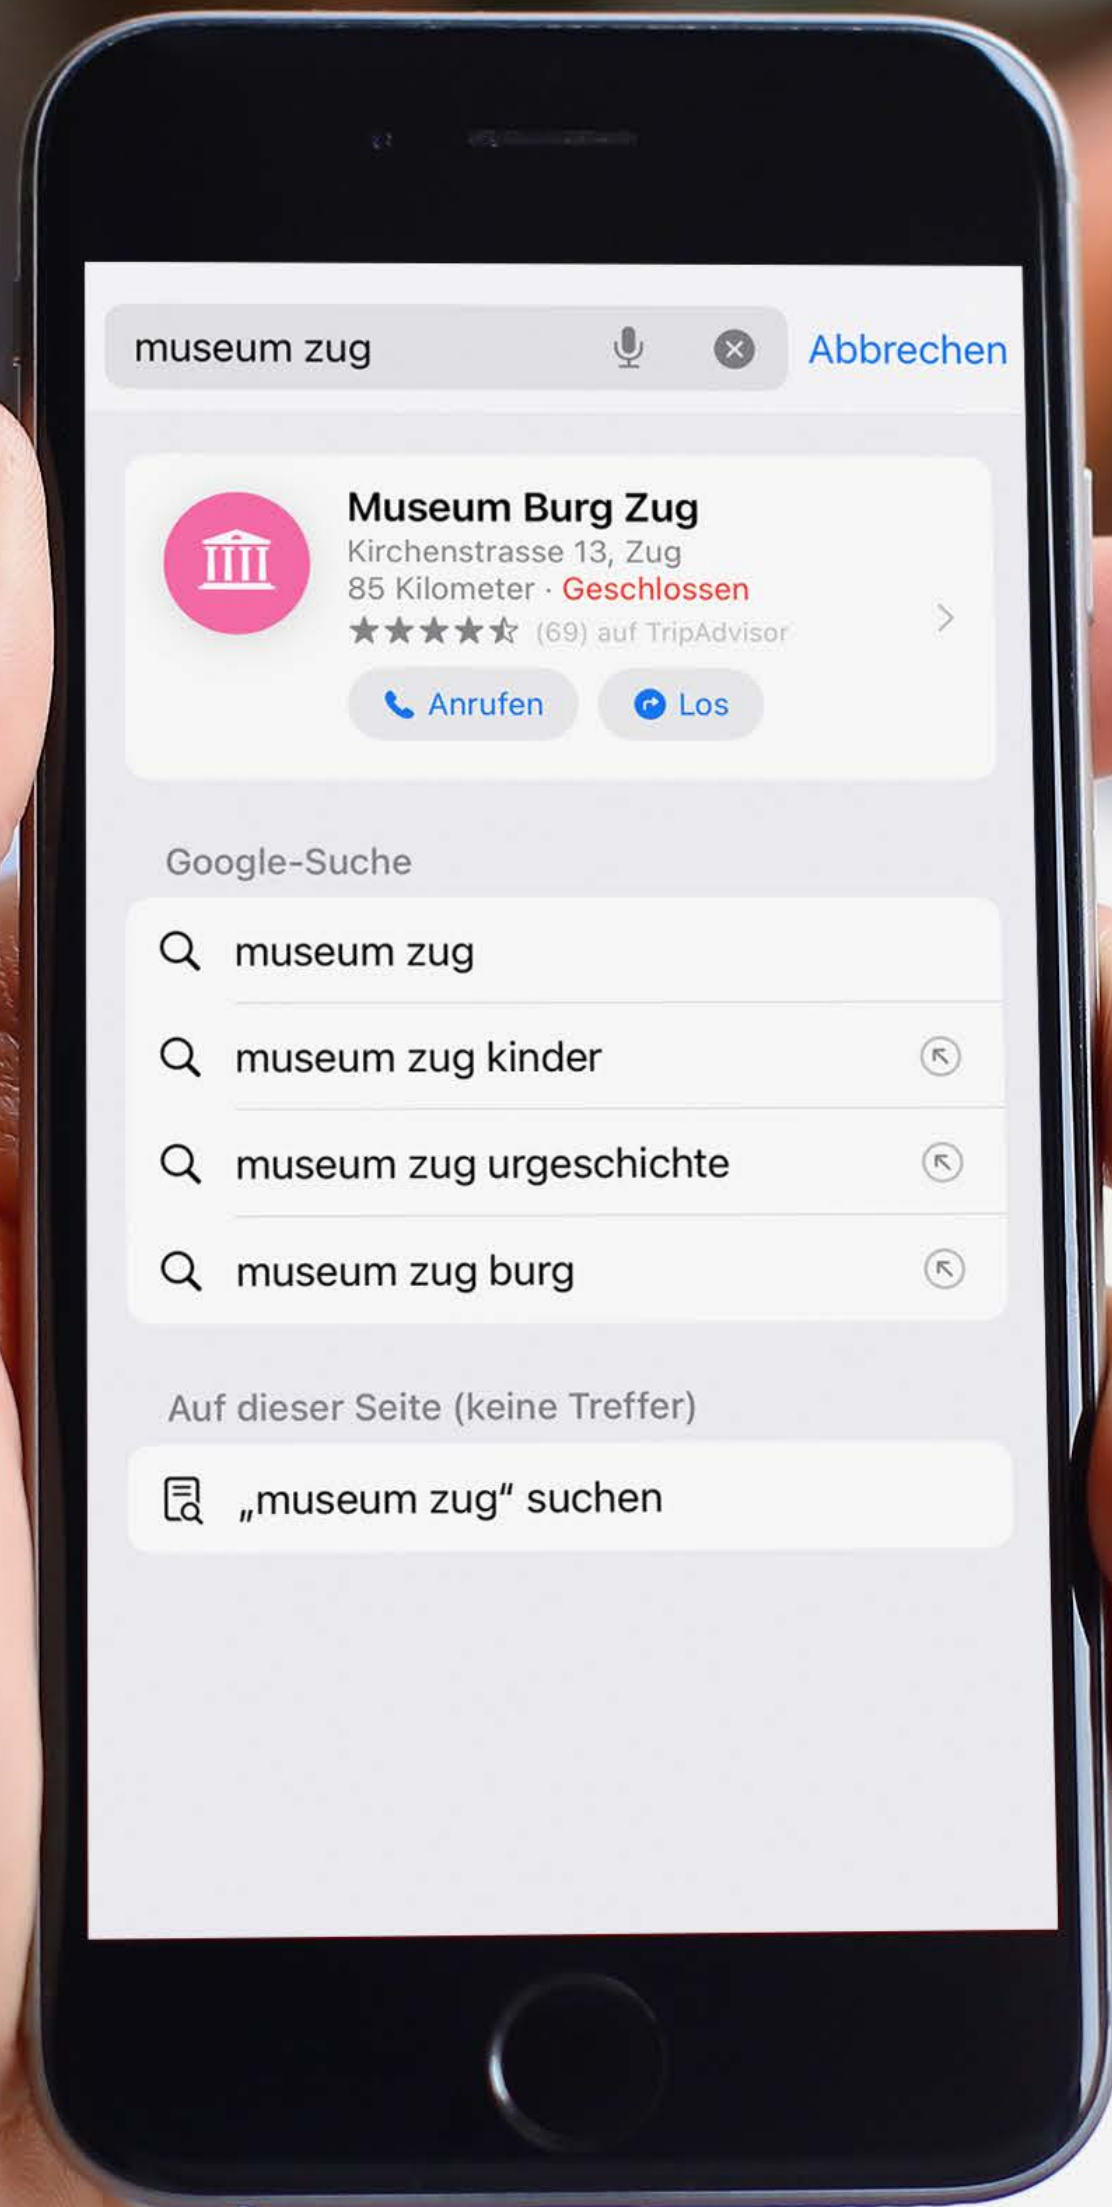 museum zug
Abbrechen
Museum Burg Zug
Kirchenstrasse 13, Zug
85 Kilometer · Geschlossen
(69) auf TripAdvisor
Anrufen
Los
Google-Suche
museum zug
museum zug kinder
museum zug urgeschichte
museum zug burg
Auf dieser Seite (keine Treffer)
„museum zug“ suchen